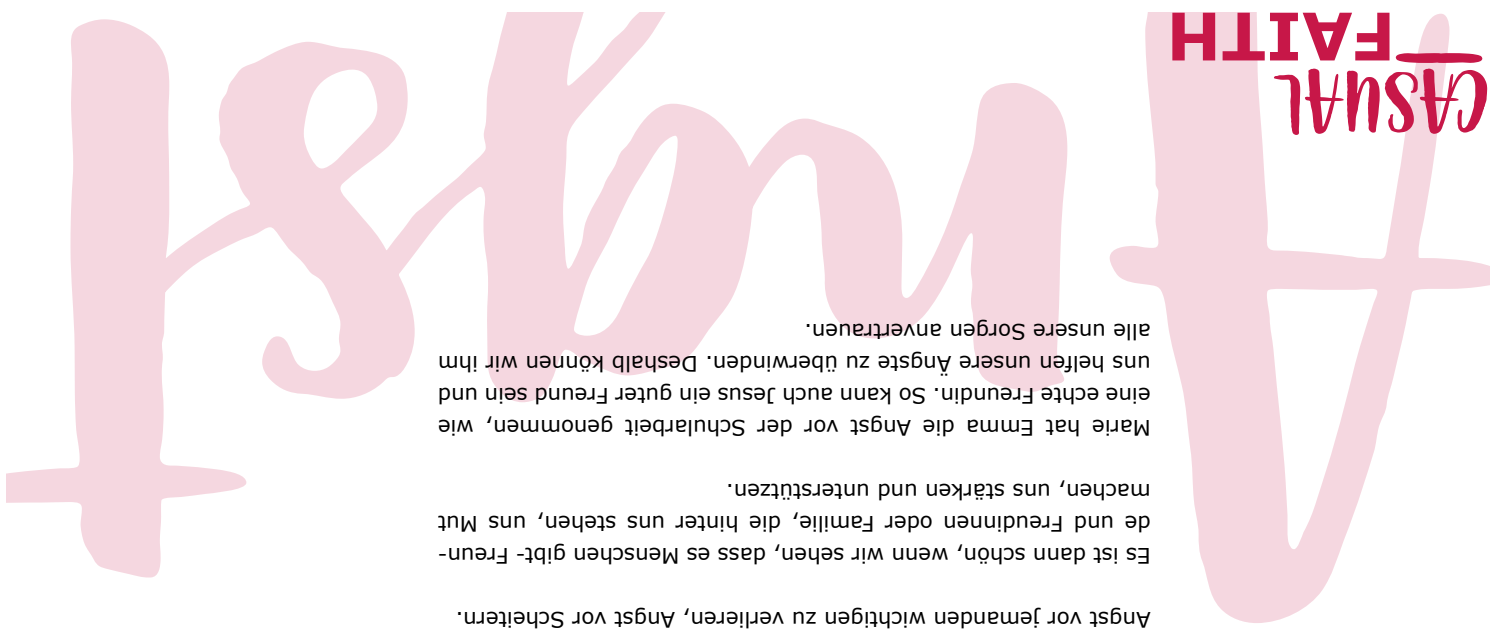 Angst vor jemanden wichtigen zu verlieren, Angst vor Scheitern.
Es ist dann schön, wenn wir sehen, dass es Menschen gibt- Freun-
de und Freudinnen oder Familie, die hinter uns stehen, uns Mut
machen, uns stärken und unterstützen.
Marie hat Emma die Angst vor der Schularbeit genommen, wie
eine echte Freundin. So kann auch Jesus ein guter Freund sein und
uns helfen unsere Ängste zu überwinden. Deshalb können wir ihm
alle unsere Sorgen anvertrauen.
Angst
CASUAL
FAITH